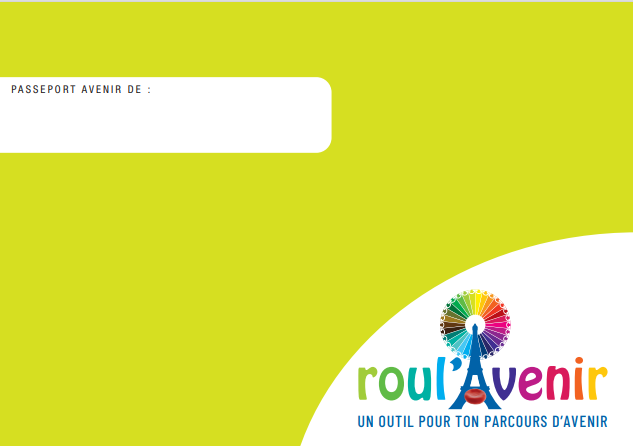 PASSEPORT AVENIR DE :
roul'Avenir
UN OUTIL POUR TON PARCOURS D'AVENIR